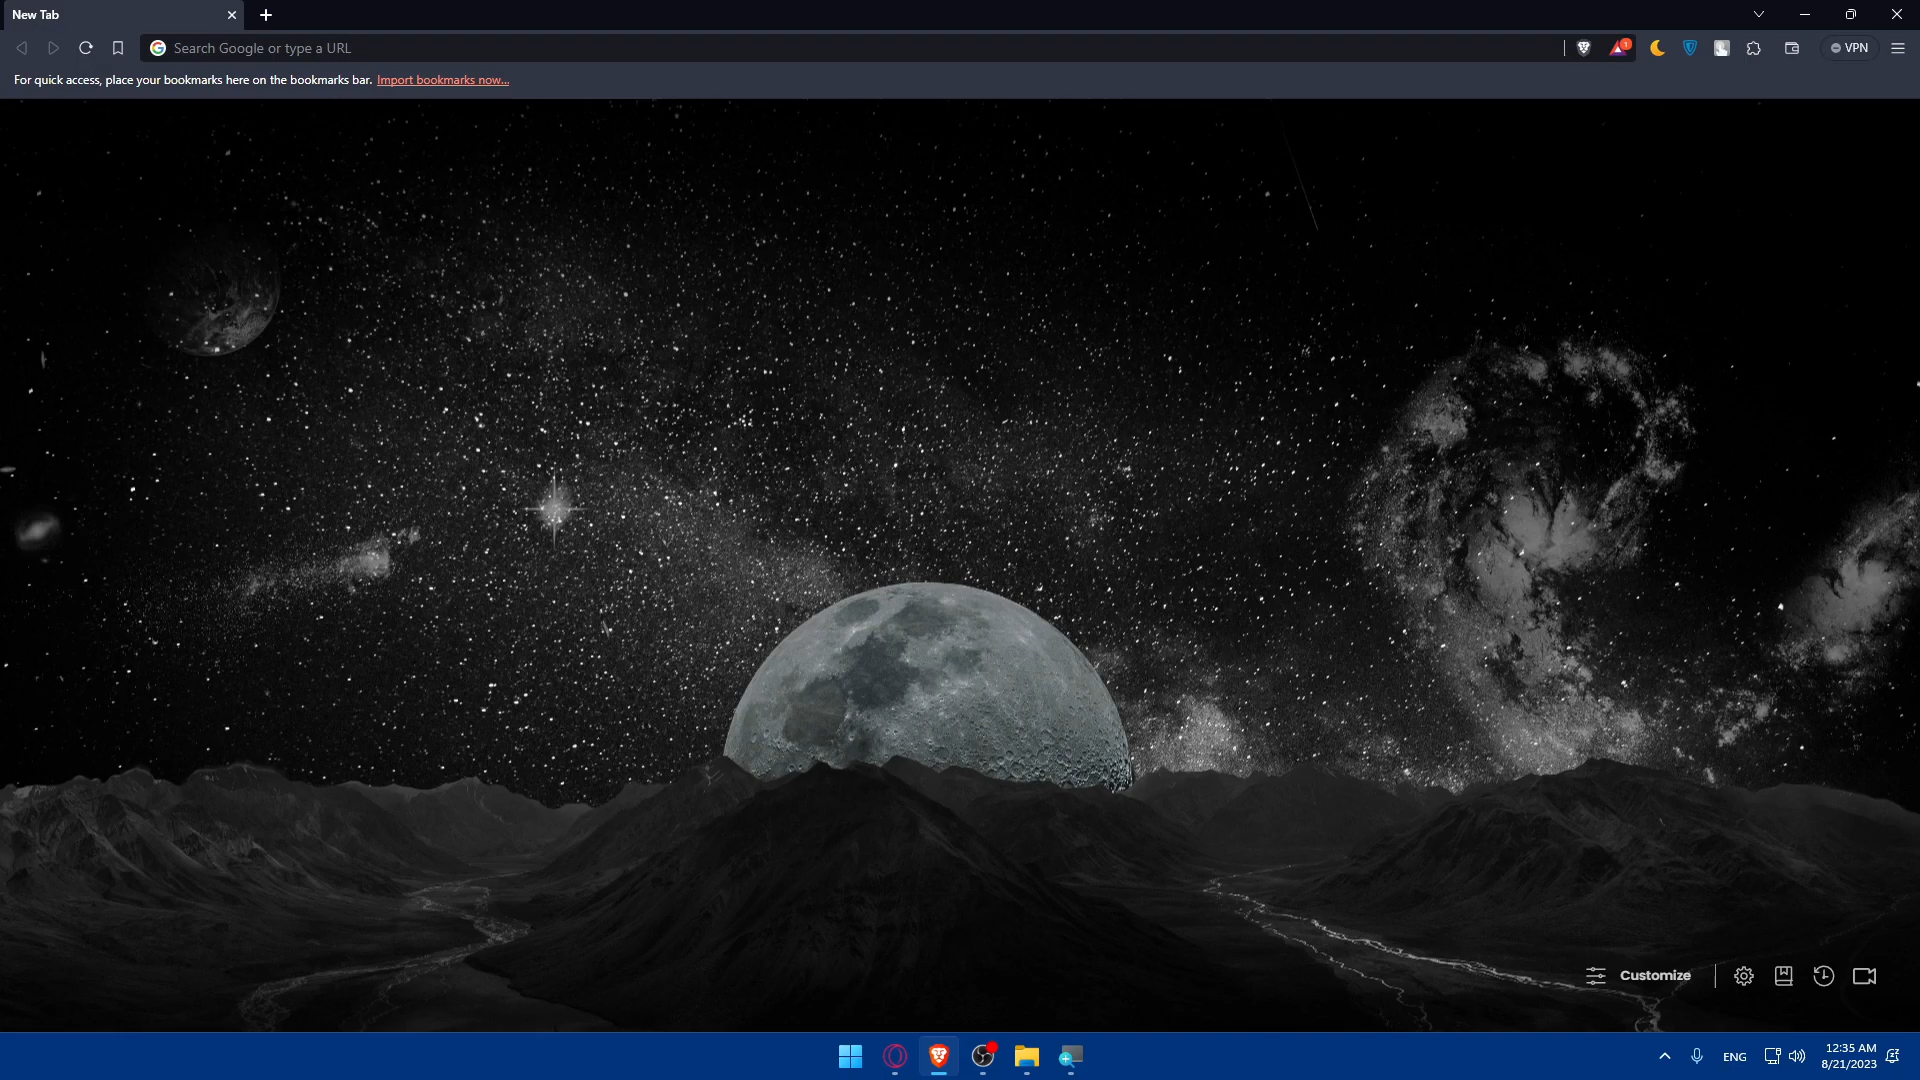 New Tab
Search Google or type a URL
1
VPN
For quick access, place your bookmarks here on the bookmarks bar. Import bookmarks now...
Customize
ENG
12:35 AM
8/21/2023